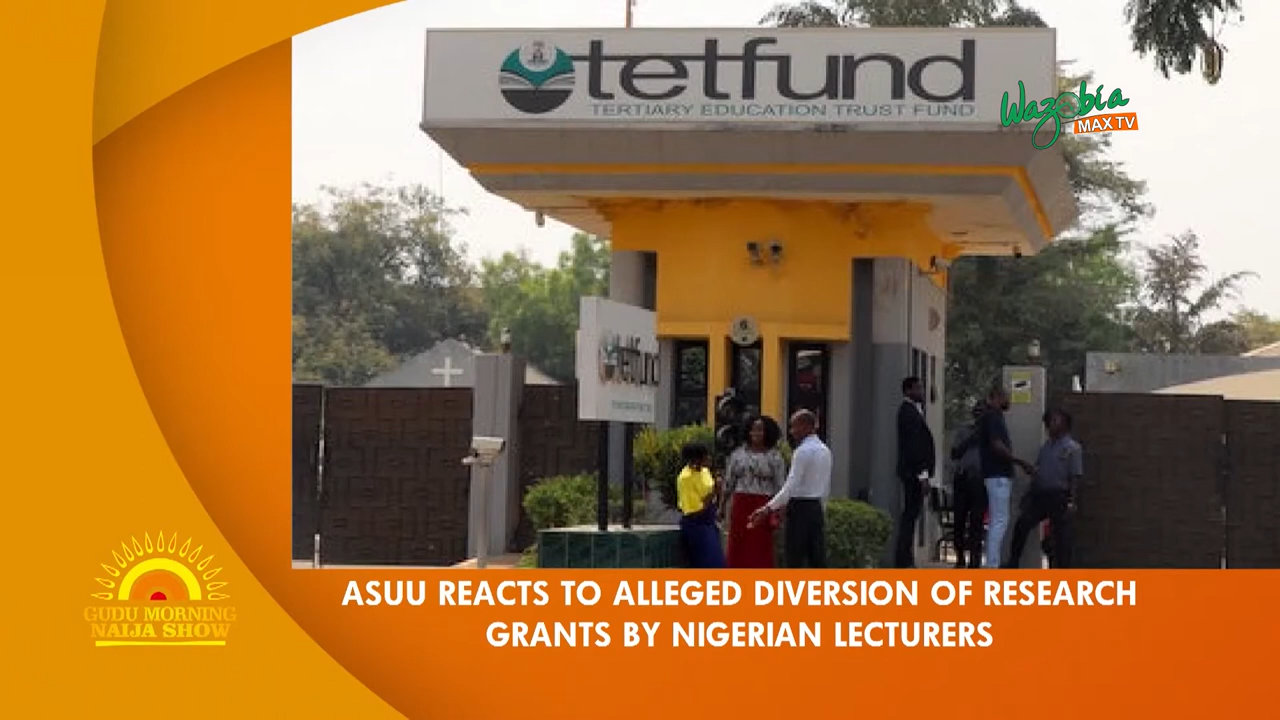 tetfund
TERTIARY EDUCATION TRUST FUND
Wazobia
MAX TV
tetfund
ASUU REACTS TO ALLEGED DIVERSION OF RESEARCH
GRANTS BY NIGERIAN LECTURERS
GUDU MORNING
NAIJA SHOW